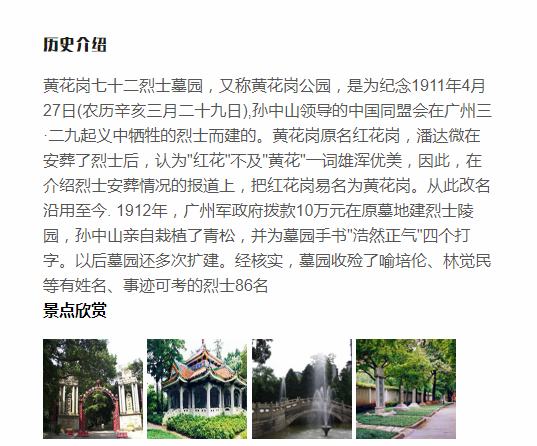 历史介绍
黄花岗七十二烈士墓园，又称黄花岗公园，是为纪念1911年4月
27日(农历辛亥三月二十九日),孙中山领导的中国同盟会在广州三
·二九起义中牺牲的烈士而建的。黄花岗原名红花岗，潘达微在
安葬了烈士后，认为"红花"不及"黄花"一词雄浑优美，因此，在
介绍烈士安葬情况的报道上，把红花岗易名为黄花岗。从此改名
沿用至今. 1912年，广州军政府拨款10万元在原墓地建烈士陵
园，孙中山亲自栽植了青松，并为墓园手书"浩然正气"四个打
字。以后墓园还多次扩建。经核实，墓园收殓了喻培伦、林觉民
等有姓名、事迹可考的烈士86名
景点欣赏